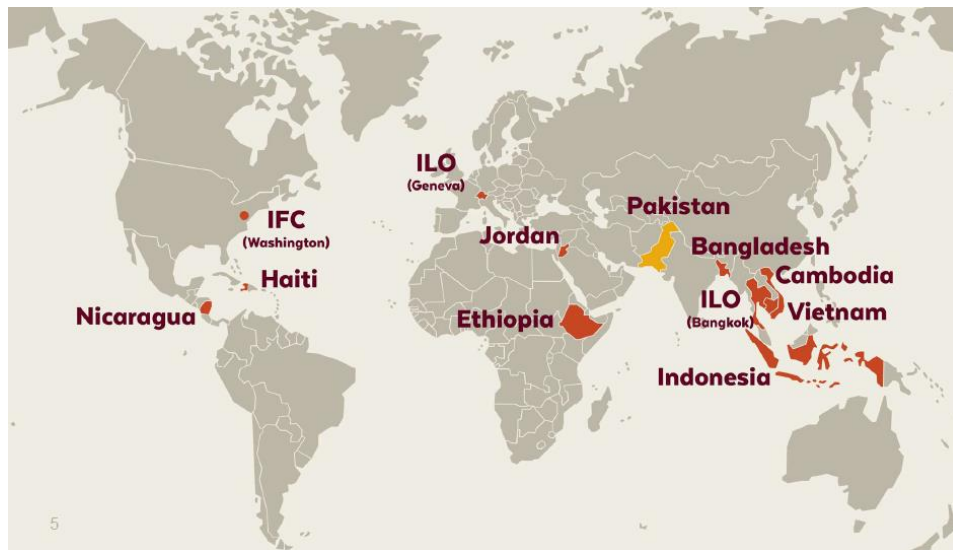 ILO
(Geneva)
Pakistan
IFC
(Washington)
Jordan
Bangladesh
Haiti
Cambodia
Nicaragua
Ethiopia
ILO
(Bangkok)
Vietnam
Indonesia
5